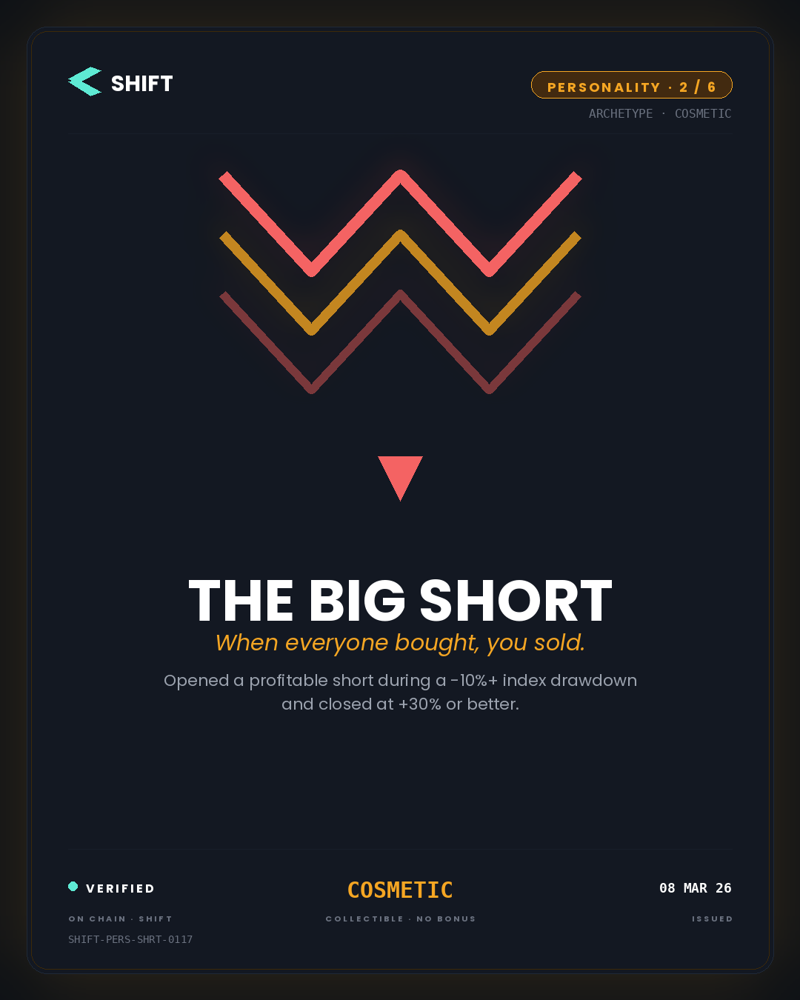 SHIFT
PERSONALITY · 2 / 6
ARCHETYPE · COSMETIC
THE BIG SHORT
When everyone bought, you sold.
Opened a profitable short during a -10%+ index drawdown
and closed at +30% or better.
VERIFIED
ON CHAIN · SHIFT
SHIFT-PERS-SHRT-0117
COSMETIC
COLLECTIBLE · NO BONUS
08 MAR 26
ISSUED